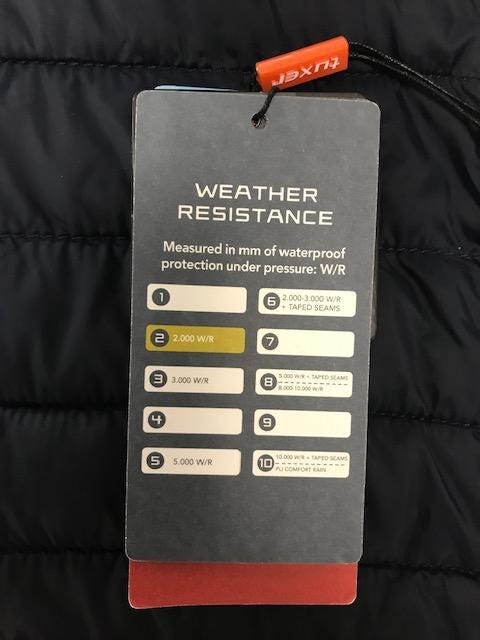 tuxer
WEATHER
RESISTANCE
Measured in mm of waterproof
protection under pressure: W/R
1
2 2.000 W/R
3 3.000 W/R
4
5 5.000 W/R
6 2.000-3.000 W/R
+ TAPED SEAMS
7
8 5.000 W/R + TAPED SEAMS
8.000-10.000 W/R
9
10 10.000 W/R + TAPED SEAMS
PU COMFORT RAIN